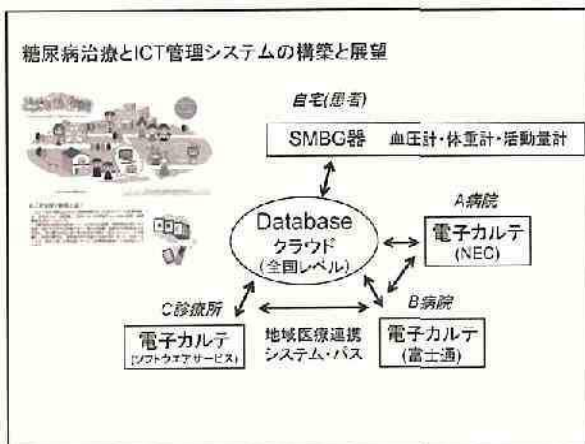 糖尿病治療とICT管理システムの構築と展望
自宅(患者)
SMBG器 血圧計・体重計・活動量計
Database
クラウド
(全国レベル)
A病院
電子カルテ
(NEC)
B病院
電子カルテ
(富士通)
C診療所
電子カルテ
(ソフトウエアサービス)
地域医療連携
システム・パス